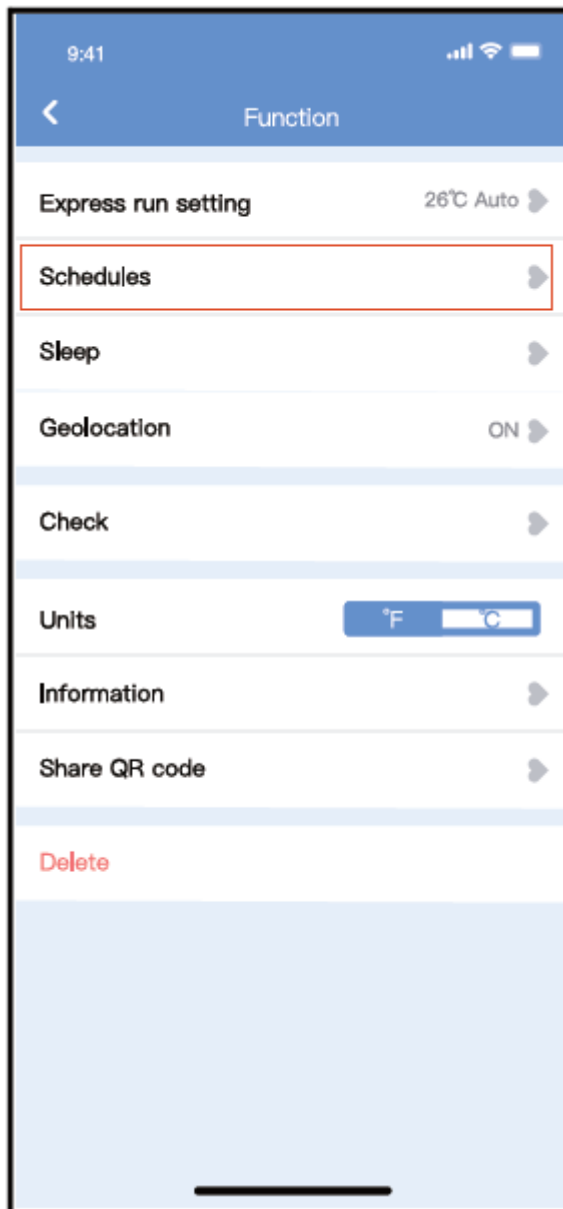 9:41
Function
Express run setting 26°C Auto
Schedules
Sleep
Geolocation ON
Check
Units °F °C
Information
Share QR code
Delete